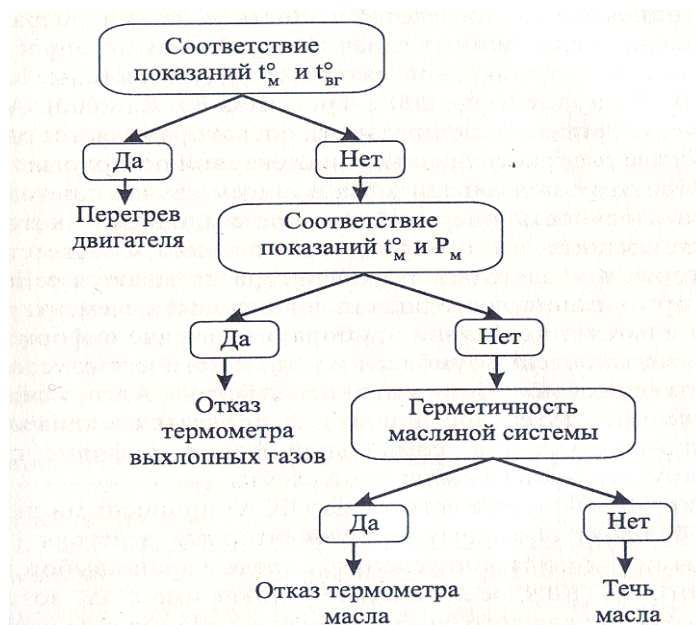 Соответствие
показаний t°м и t°вг
Да
Нет
Перегрев
двигателя
Соответствие
показаний t°м и Pм
Да
Нет
Отказ
термометра
выхлопных газов
Герметичность
масляной системы
Да
Нет
Отказ термометра
масла
Течь
масла